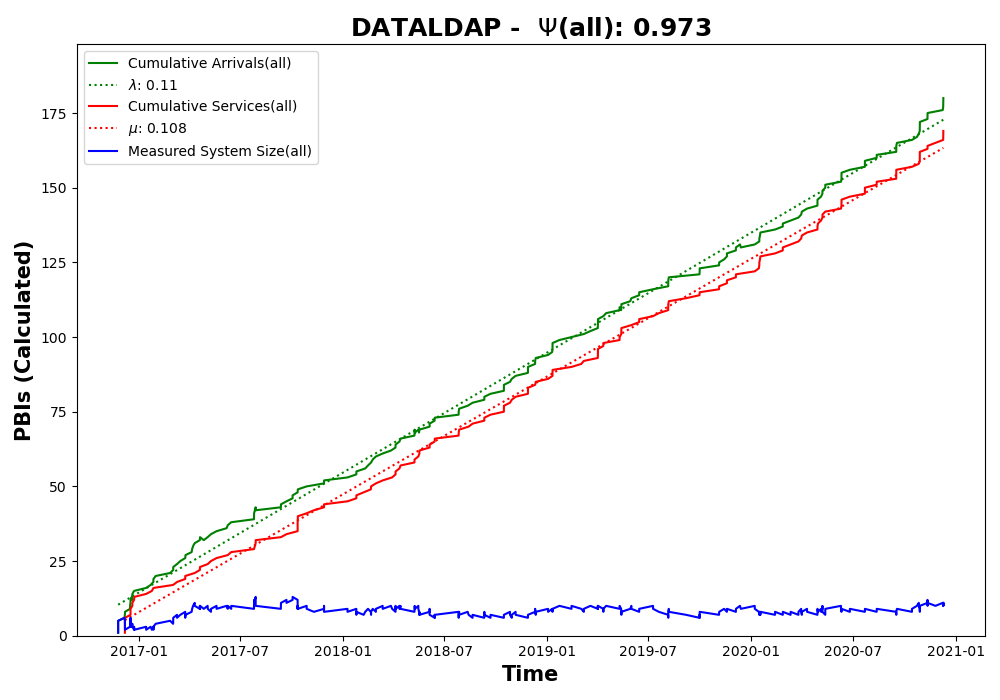 DATALDAP - Ψ(all): 0.973
Cumulative Arrivals(all)
λ: 0.11
Cumulative Services(all)
μ: 0.108
Measured System Size(all)
PBIs (Calculated)
175
150
125
100
75
50
25
0
2017-01 2017-07 2018-01 2018-07 2019-01 2019-07 2020-01 2020-07 2021-01
Time